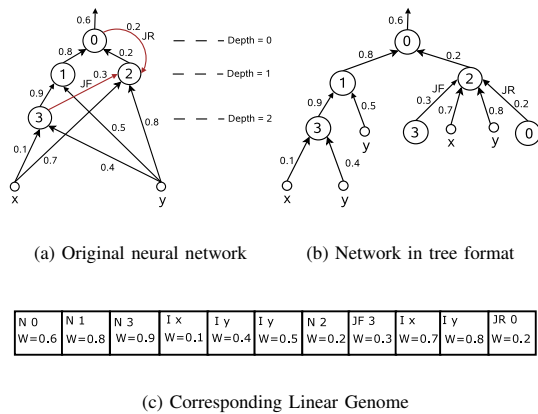 0.6
0.2
JR
0
0.8
0.2
Depth = 0
1
JF
0.3
2
Depth = 1
0.9
3
0.5
0.8
Depth = 2
0.1
0.7
0.4
x
y
0.6
0
0.8
0.2
1
2
0.9
0.5
0.3
JF
0.7
0.8
JR
0.2
3
y
3
x
y
0
0.1
0.4
x
y
(a) Original neural network
(b) Network in tree format
N 0 N 1 N 3 I x I y I y N 2 JF 3 I x I y JR 0
W=0.6 W=0.8 W=0.9 W=0.1 W=0.4 W=0.5 W=0.2 W=0.3 W=0.7 W=0.8 W=0.2
(c) Corresponding Linear Genome